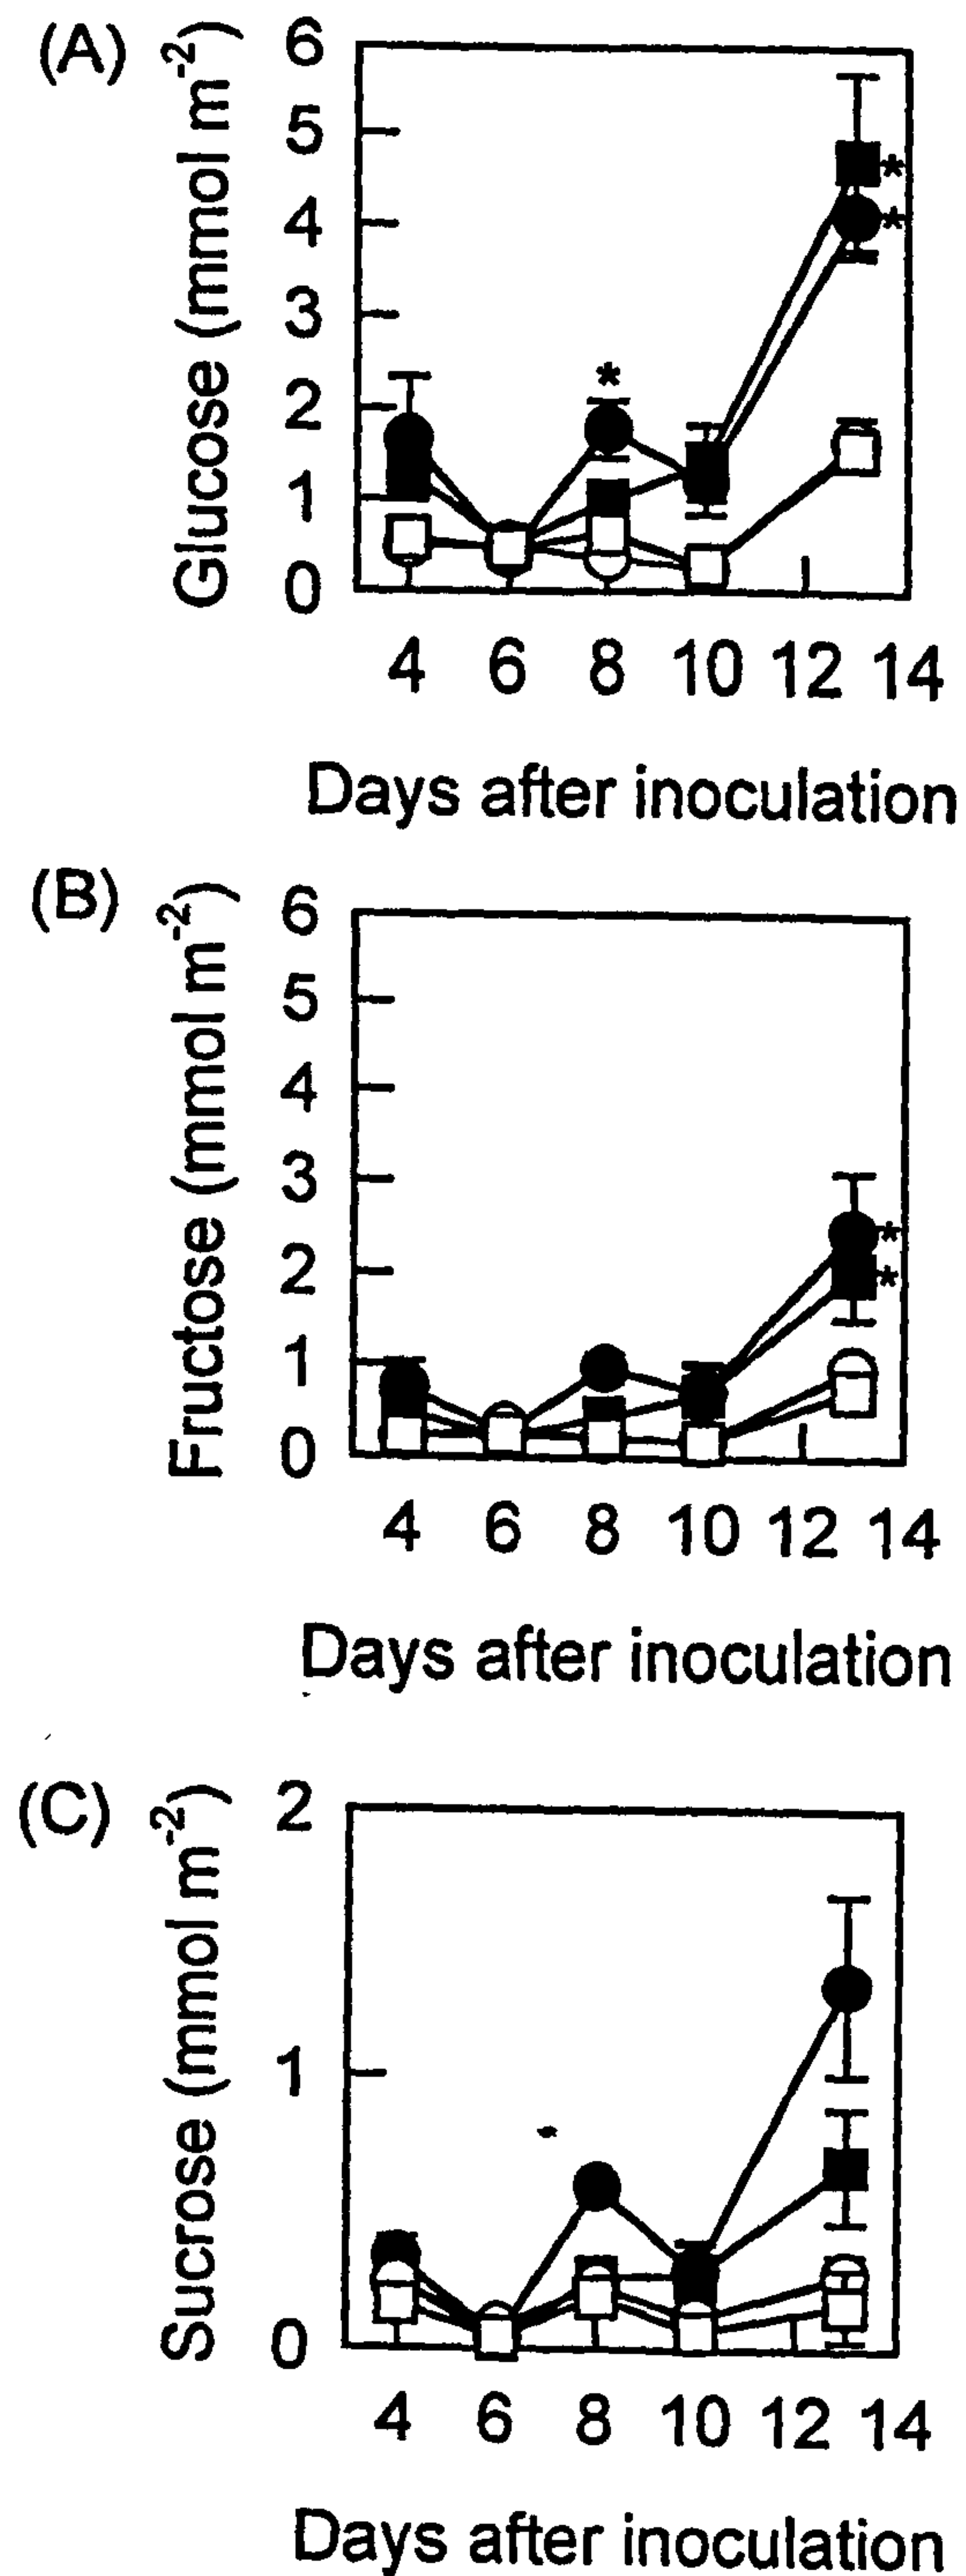 (A)
Glucose (mmol m⁻²)
6
5
4
3
2
1
0
*
*
*
4 6 8 10 12 14
Days after inoculation
(B)
Fructose (mmol m⁻²)
6
5
4
3
2
1
0
*
*
4 6 8 10 12 14
Days after inoculation
(C)
Sucrose (mmol m⁻²)
2
1
0
4 6 8 10 12 14
Days after inoculation